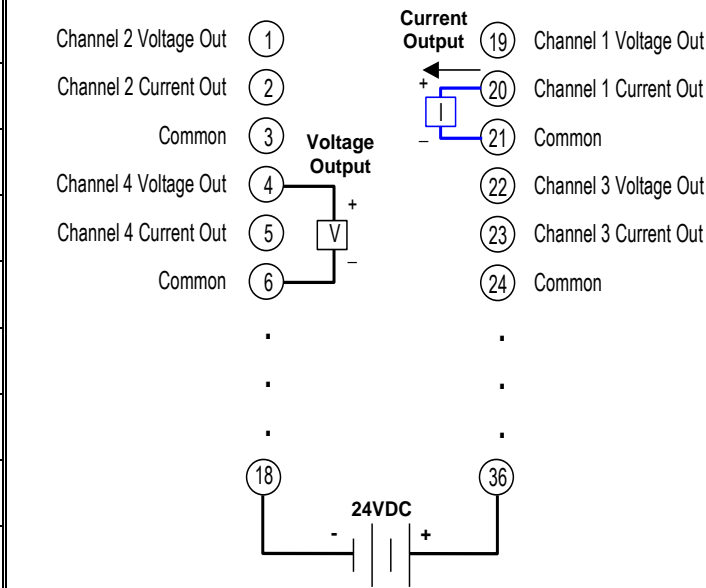 Channel 2 Voltage Out 1
Channel 2 Current Out 2
Common 3
Channel 4 Voltage Out 4
Channel 4 Current Out 5
Common 6
.
.
.
18
Voltage
Output
+
V
–
Current
Output
+
I
–
19 Channel 1 Voltage Out
20 Channel 1 Current Out
21 Common
22 Channel 3 Voltage Out
23 Channel 3 Current Out
24 Common
.
.
.
36
24VDC
- +